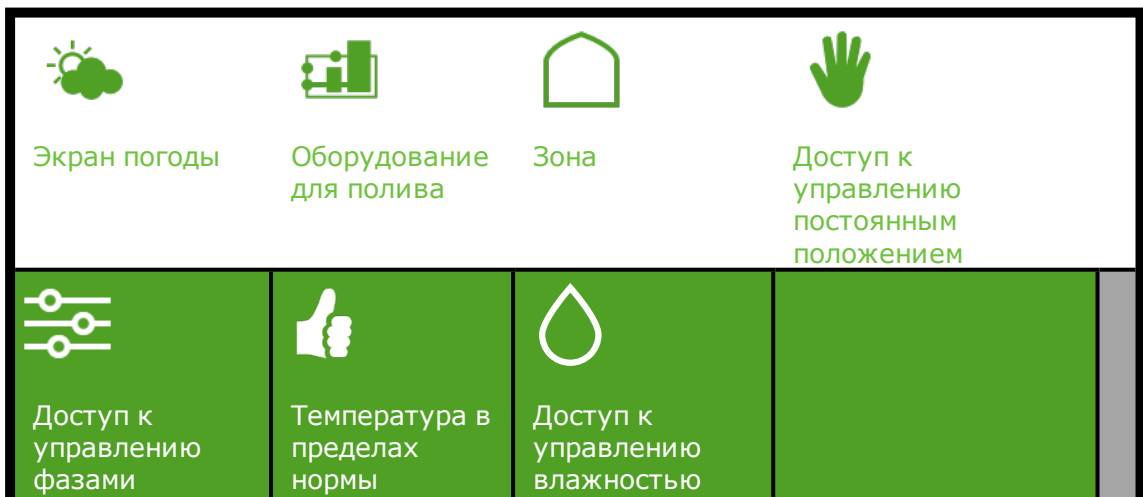 Экран погоды
Оборудование
для полива
Зона
Доступ к
управлению
постоянным
положением
Доступ к
управлению
фазами
Температура в
пределах
нормы
Доступ к
управлению
влажностью